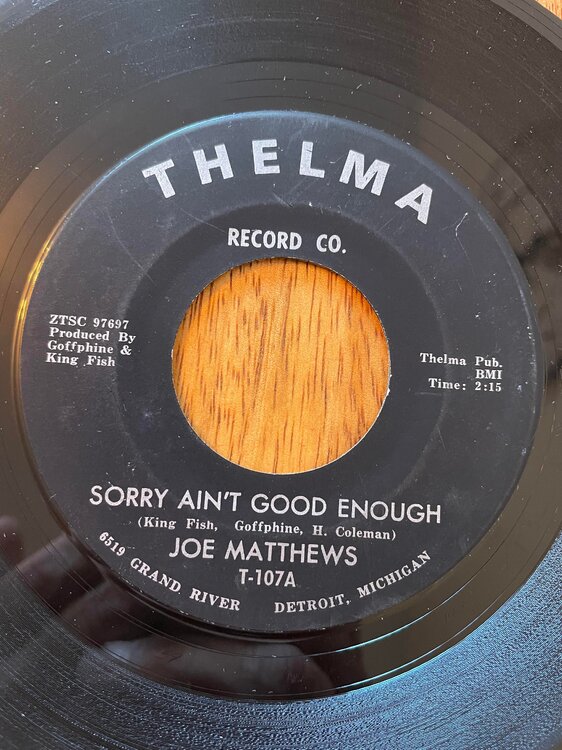 THELMA
RECORD CO.
ZTSC 97697
Produced By
Goffphine &
King Fish
Thelma Pub.
BMI
Time: 2:15
SORRY AIN'T GOOD ENOUGH
(King Fish, Goffphine, H. Coleman)
JOE MATTHEWS
T-107A
6519 GRAND RIVER DETROIT, MICHIGAN